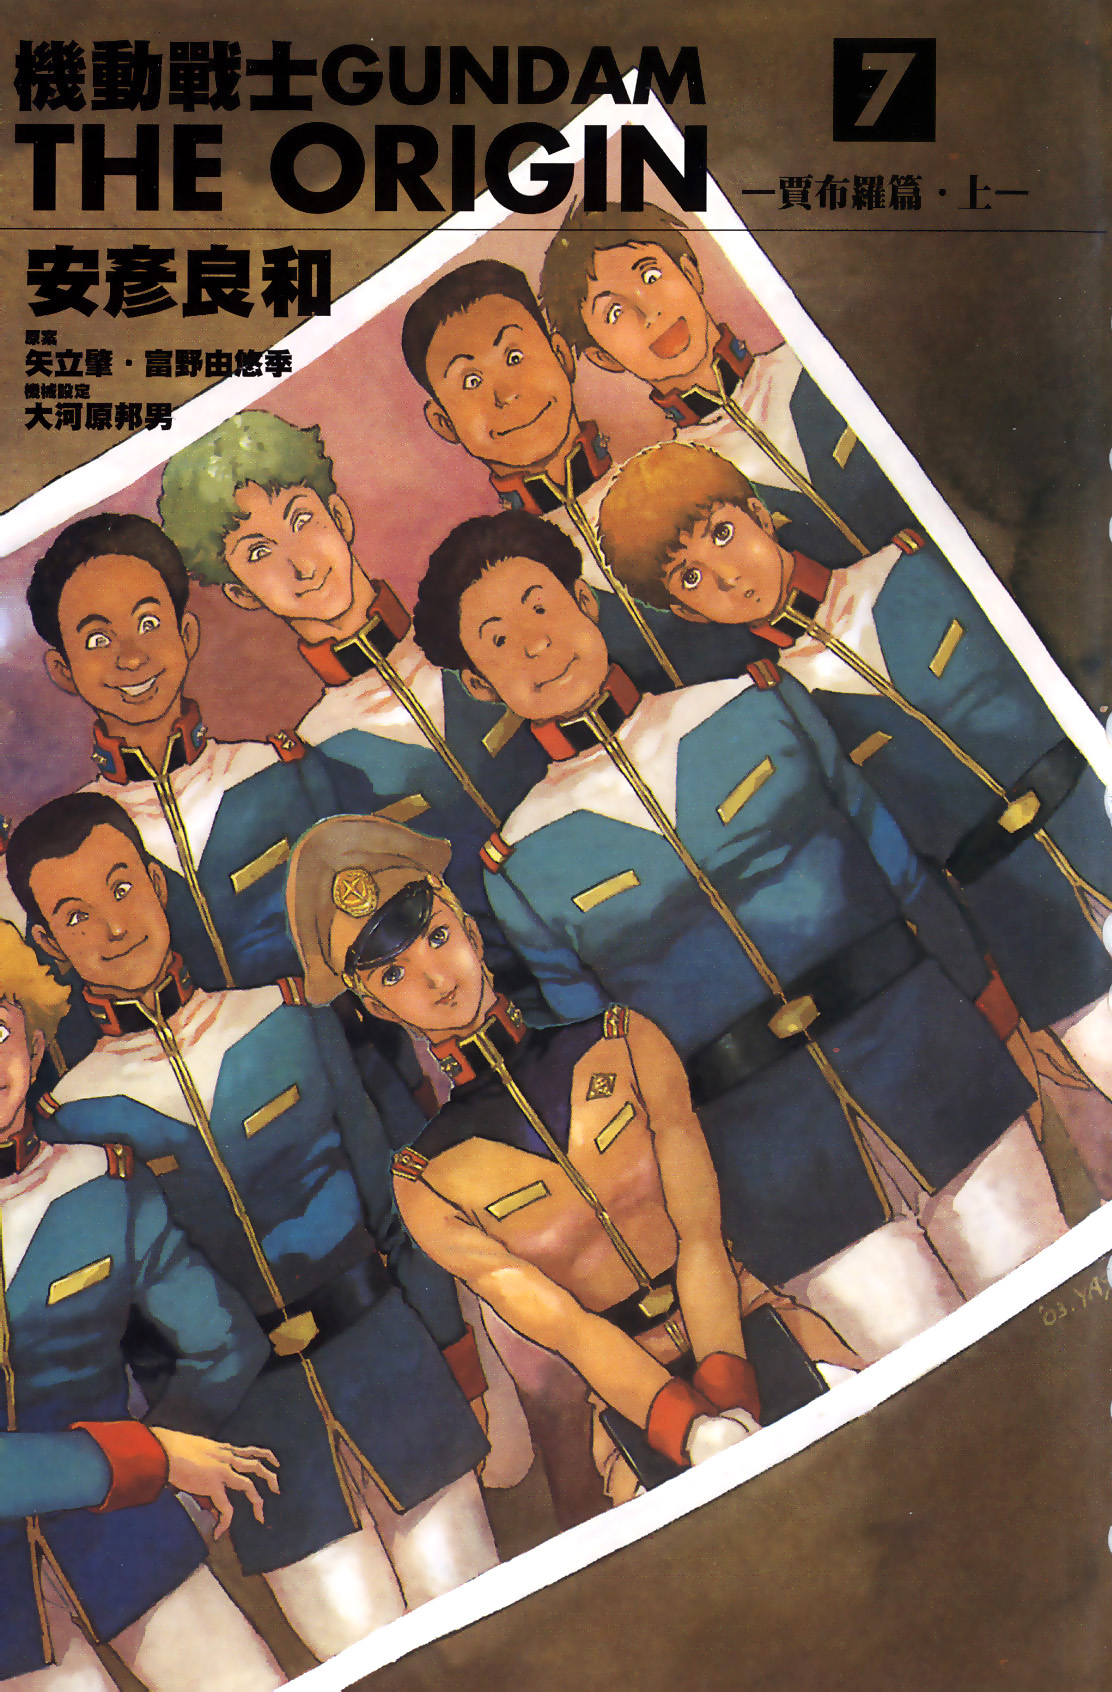 機動戰士GUNDAM
THE ORIGIN
7
—賈布羅篇·上—
安彥良和
原案
矢立肇·富野由悠季
機械設定
大河原邦男
'03.YA